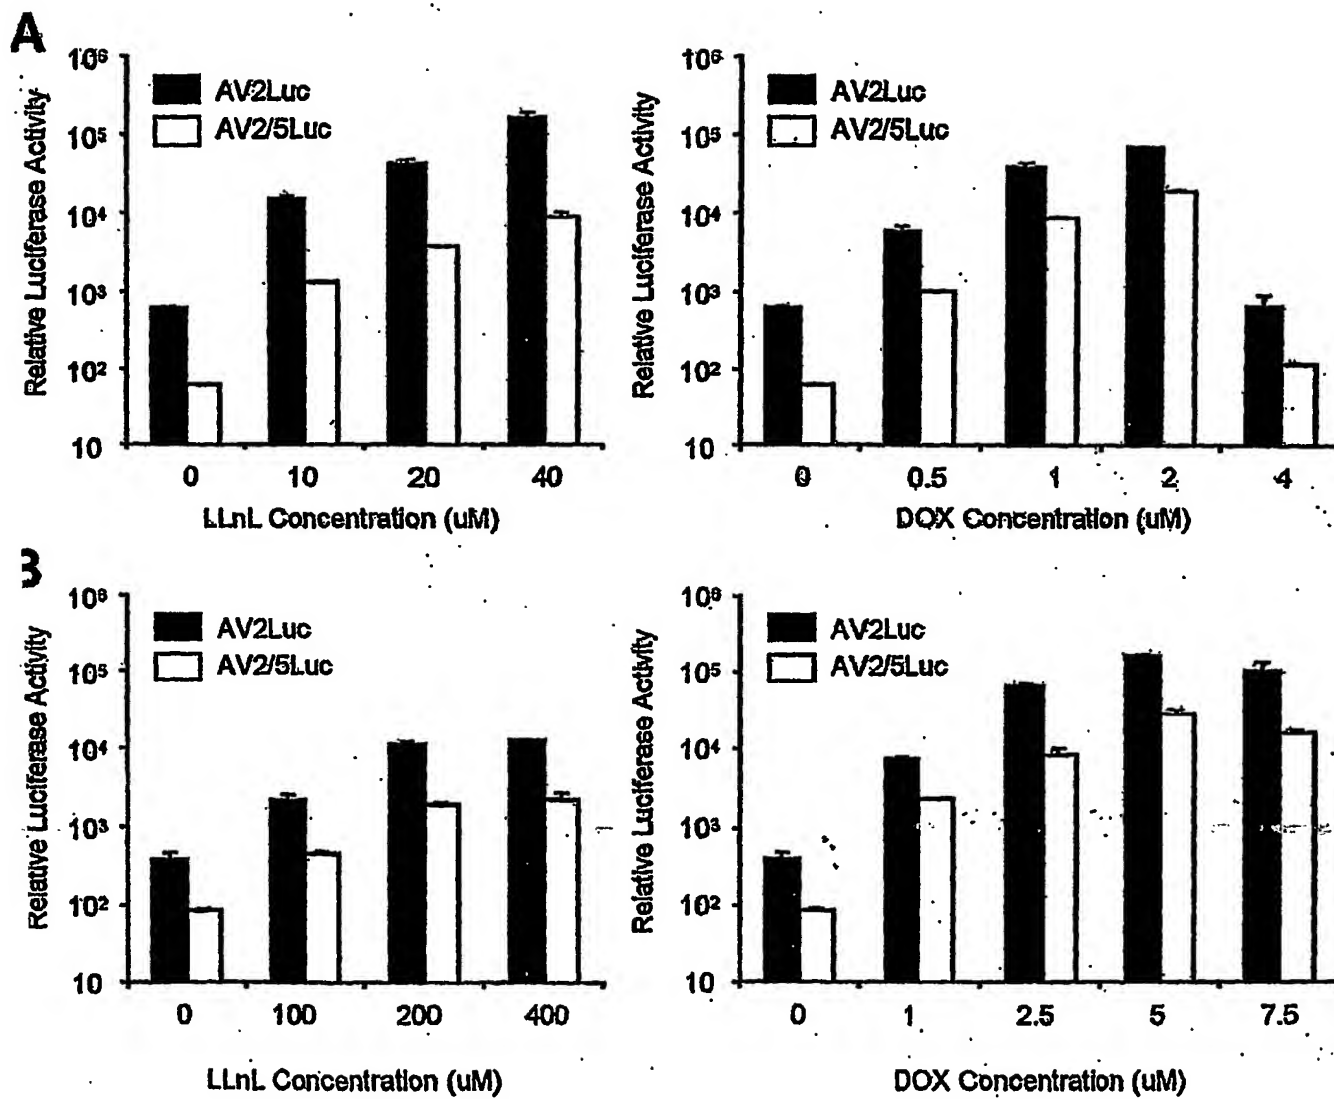 A
10⁶
10⁵
10⁴
10³
10²
10
Relative Luciferase Activity
AV2Luc
AV2/5Luc
0 10 20 40
LLnL Concentration (uM)
10⁶
10⁵
10⁴
10³
10²
10
Relative Luciferase Activity
AV2Luc
AV2/5Luc
0 0.5 1 2 4
DOX Concentration (uM)
10⁶
10⁵
10⁴
10³
10²
10
Relative Luciferase Activity
AV2Luc
AV2/5Luc
0 100 200 400
LLnL Concentration (uM)
10⁶
10⁵
10⁴
10³
10²
10
Relative Luciferase Activity
AV2Luc
AV2/5Luc
0 1 2.5 5 7.5
DOX Concentration (uM)